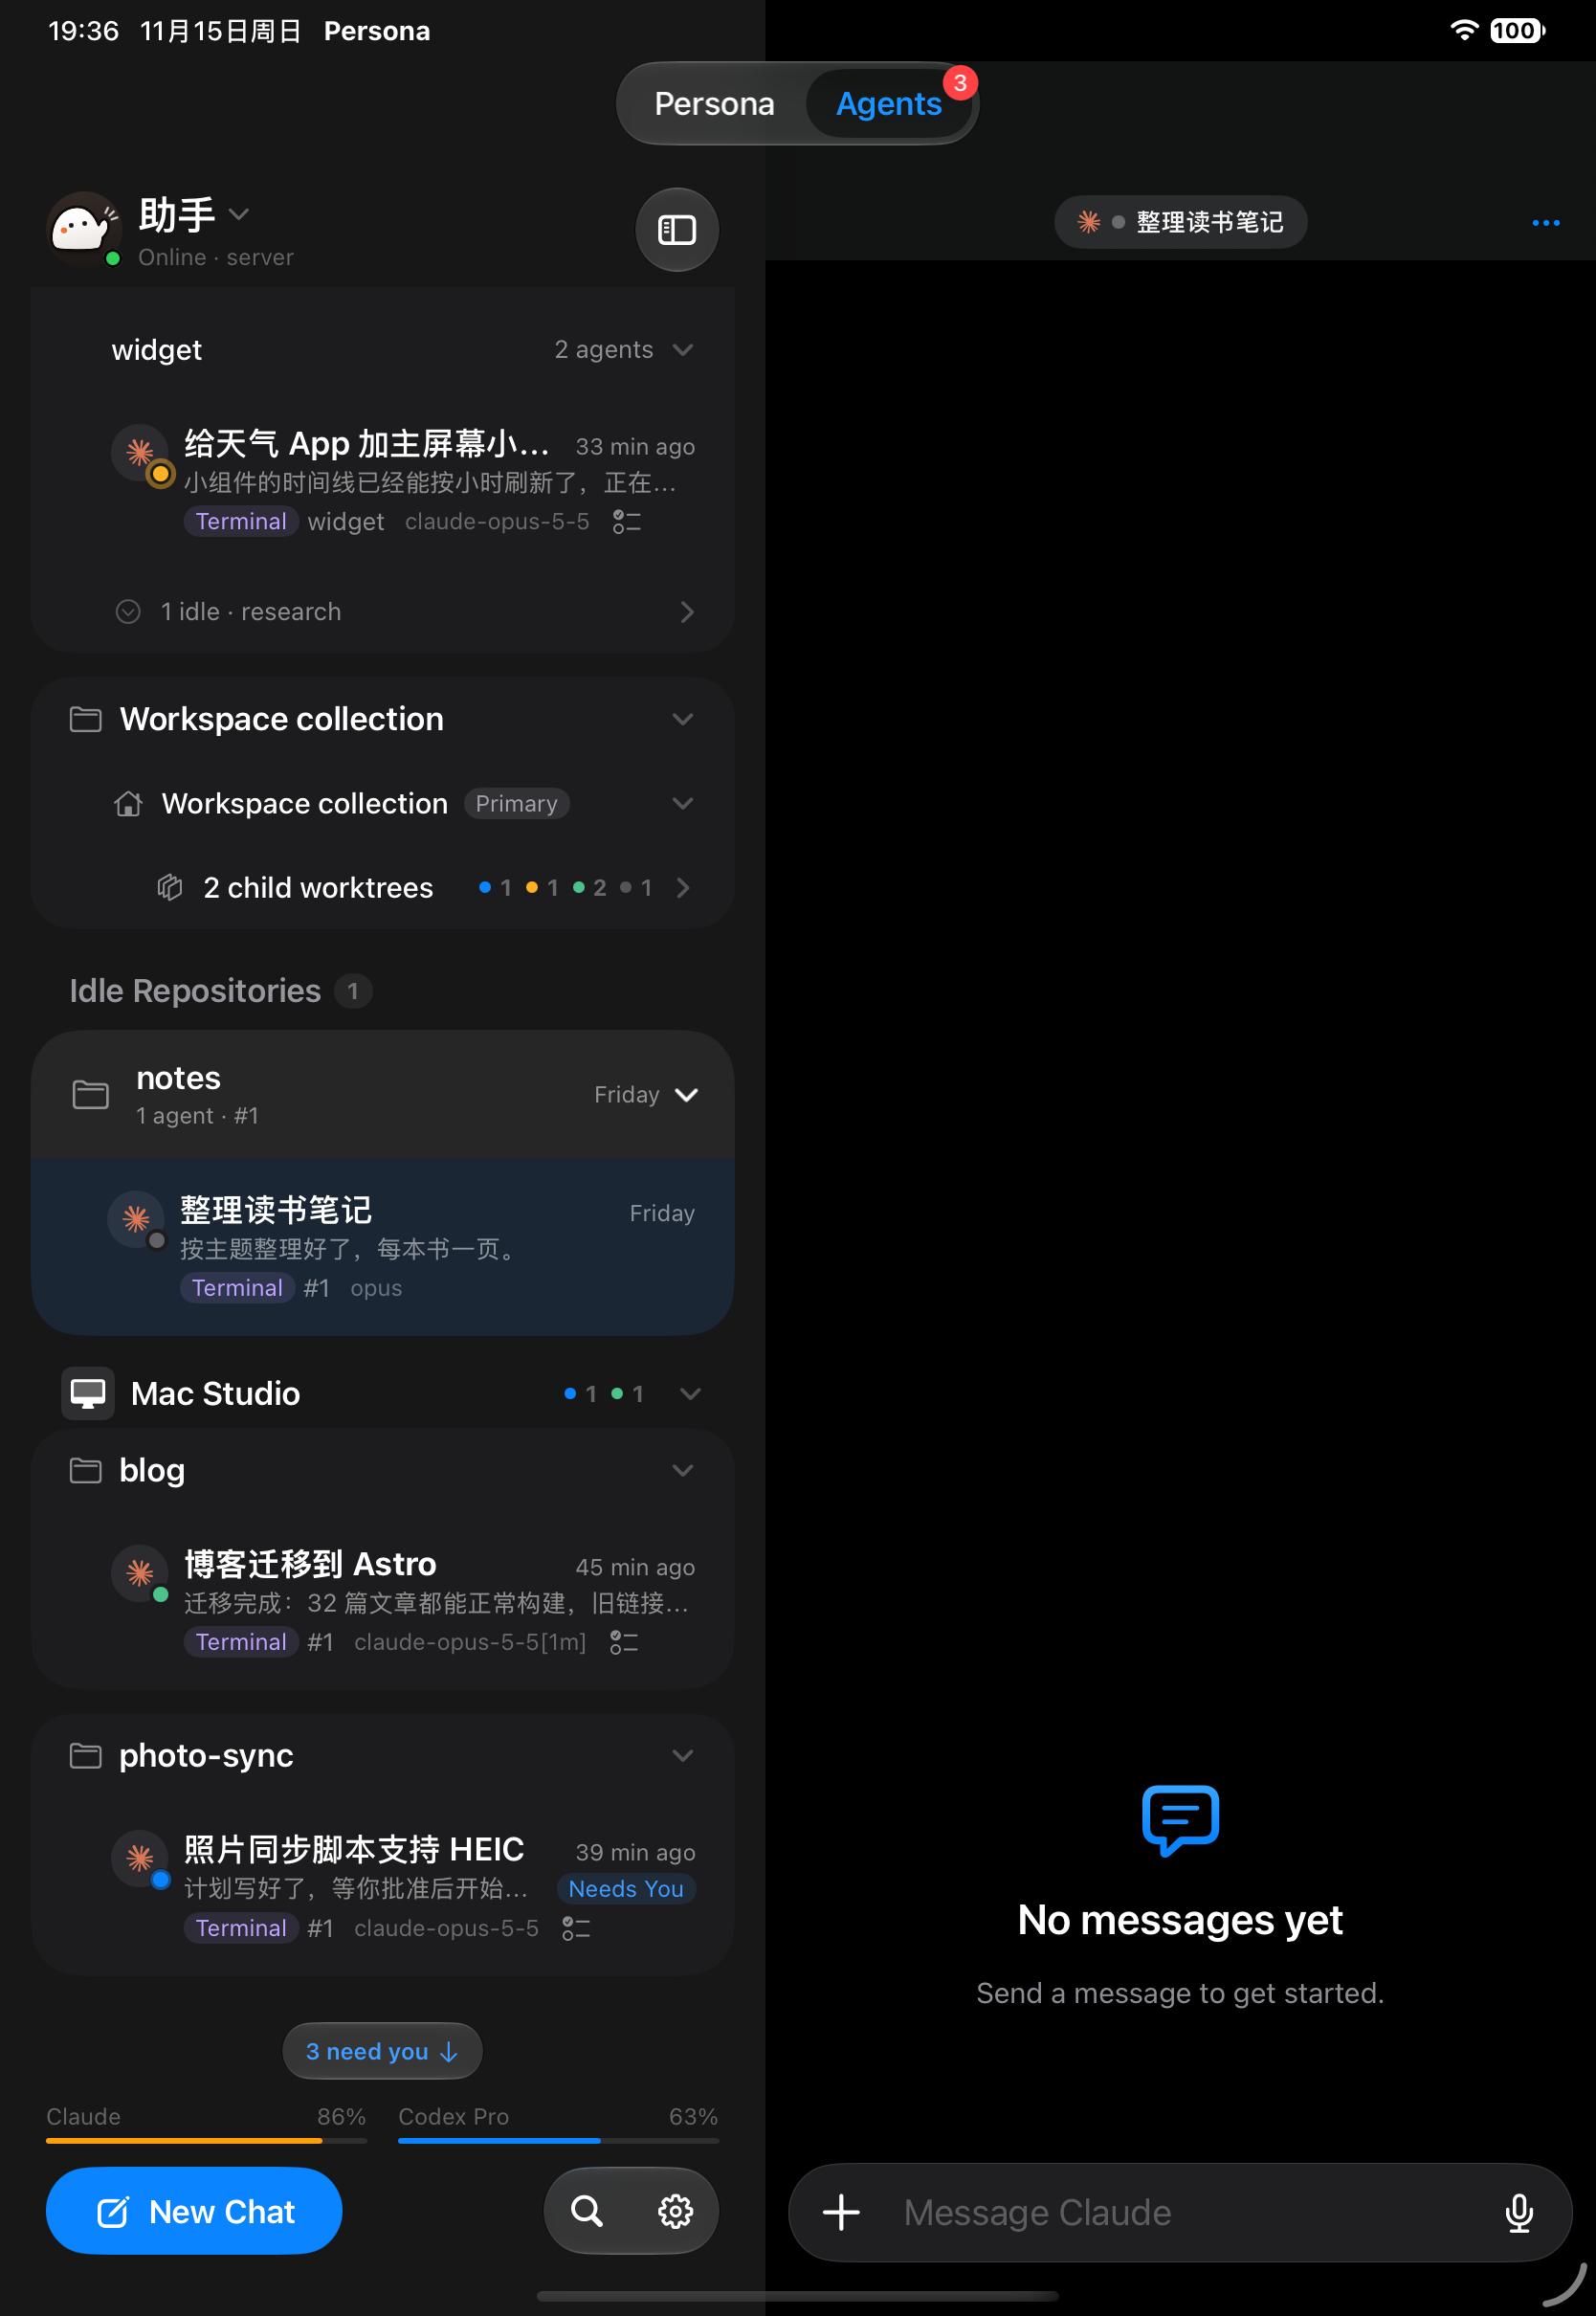 19:36 11月15日周日 Persona
100
Persona
Agents
3
助手
Online · server
整理读书笔记
widget
2 agents
给天气 App 加主屏幕小...
33 min ago
小组件的时间线已经能按小时刷新了，正在...
Terminal widget claude-opus-5-5
1 idle · research
Workspace collection
Workspace collection Primary
2 child worktrees
1 1 2 1
Idle Repositories 1
notes
1 agent · #1
Friday
整理读书笔记
Friday
按主题整理好了，每本书一页。
Terminal #1 opus
Mac Studio
1 1
blog
博客迁移到 Astro
45 min ago
迁移完成：32 篇文章都能正常构建，旧链接...
Terminal #1 claude-opus-5-5[1m]
photo-sync
照片同步脚本支持 HEIC
39 min ago
计划写好了，等你批准后开始...
Needs You
Terminal #1 claude-opus-5-5
3 need you
Claude 86%
Codex Pro 63%
New Chat
No messages yet
Send a message to get started.
Message Claude